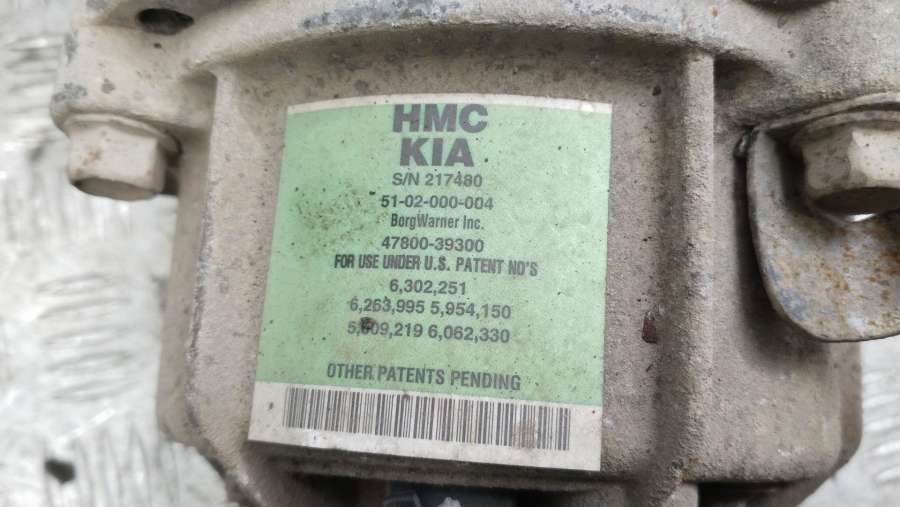 HMC
KIA
S/N 217480
51-02-000-004
BorgWarner Inc.
47800-39300
FOR USE UNDER U.S. PATENT NO'S
6,302,251
6,263,995 5,954,150
6,062,330
OTHER PATENTS PENDING